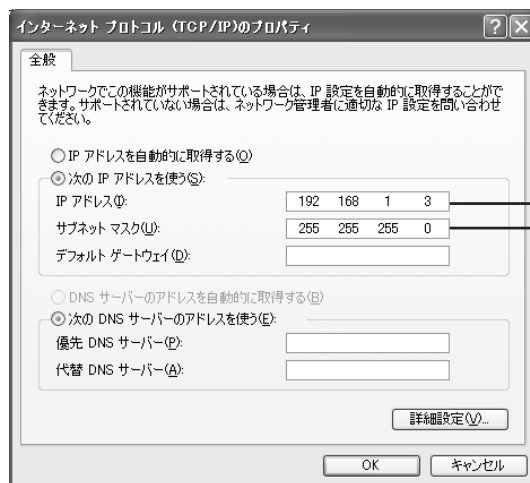 インターネット プロトコル (TCP/IP)のプロパティ
全般
ネットワークでこの機能がサポートされている場合は、IP 設定を自動的に取得することがで
きます。サポートされていない場合は、ネットワーク管理者に適切な IP 設定を問い合わせ
てください。
IP アドレスを自動的に取得する(O)
次の IP アドレスを使う(S):
IP アドレス(I): 192 168 1 3
サブネット マスク(U): 255 255 255 0
デフォルト ゲートウェイ(D):
DNS サーバーのアドレスを自動的に取得する(B)
次の DNS サーバーのアドレスを使う(E):
優先 DNS サーバー(P):
代替 DNS サーバー(A):
詳細設定(V)...
OK キャンセル